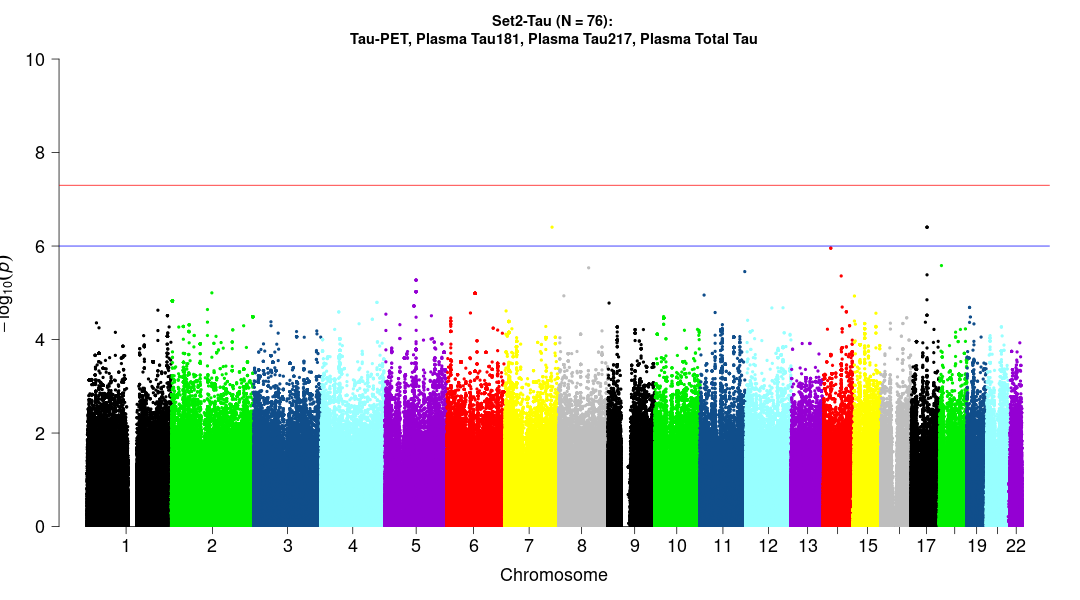 Set2-Tau (N = 76):
Tau-PET, Plasma Tau181, Plasma Tau217, Plasma Total Tau
10
8
6
4
2
0
−log10(p)
1 2 3 4 5 6 7 8 9 10 11 12 13 15 17 19 22
Chromosome